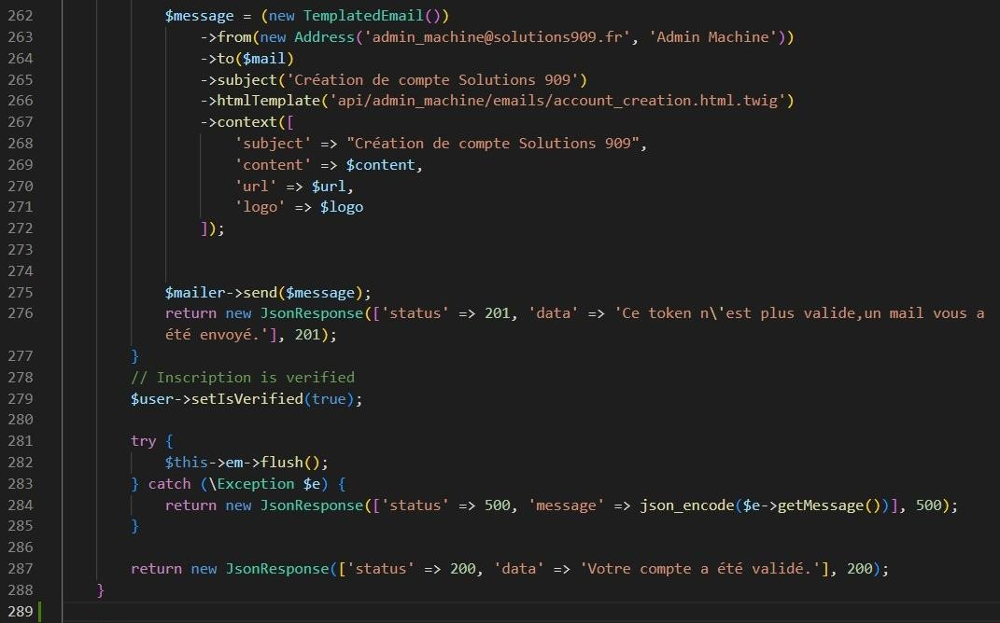 262 $message = (new TemplatedEmail())
263 ->from(new Address('admin_machine@solutions909.fr', 'Admin Machine'))
264 ->to($mail)
265 ->subject('Création de compte Solutions 909')
266 ->htmlTemplate('api/admin_machine/emails/account_creation.html.twig')
267 ->context([
268 'subject' => "Création de compte Solutions 909",
269 'content' => $content,
270 'url' => $url,
271 'logo' => $logo
272 ]);
273
274
275 $mailer->send($message);
276 return new JsonResponse(['status' => 201, 'data' => 'Ce token n\'est plus valide,un mail vous a
été envoyé.'], 201);
277 }
278 // Inscription is verified
279 $user->setIsVerified(true);
280
281 try {
282 $this->em->flush();
283 } catch (\Exception $e) {
284 return new JsonResponse(['status' => 500, 'message' => json_encode($e->getMessage())], 500);
285 }
286
287 return new JsonResponse(['status' => 200, 'data' => 'Votre compte a été validé.'], 200);
288 }
289